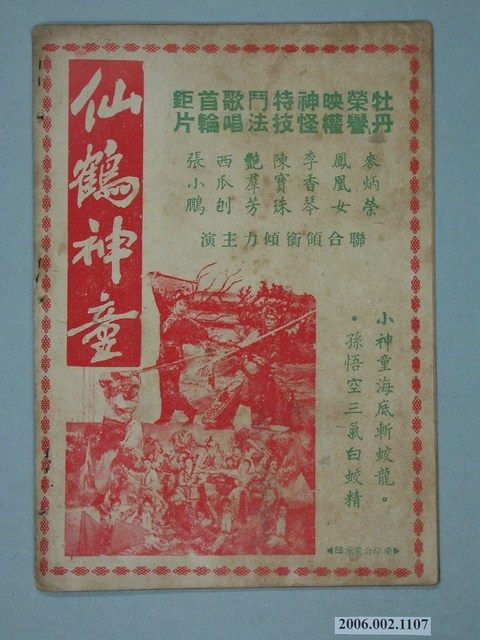 仙鶴神童
牡丹榮譽映權神怪特技鬥法歌唱首輪鉅片
麥炳榮
鳳凰女
李香琴
陳寶珠
艷羣芳
西瓜刨
張小鵬
聯合領銜傾力主演
小神童海底斬蛟龍。
•孫悟空三氣白蛟精
2006.002.1107